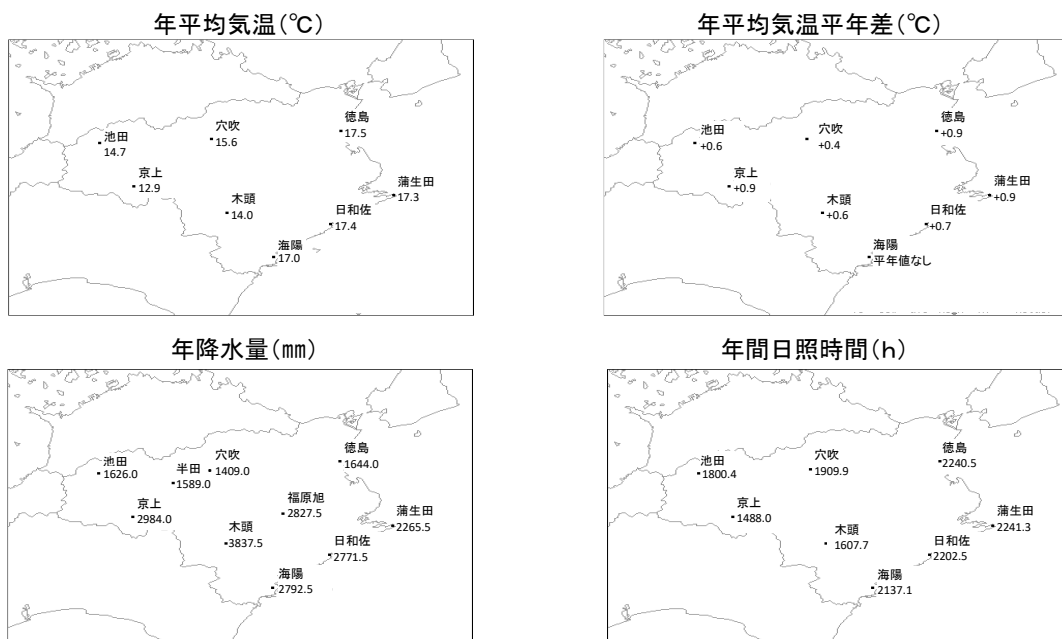 年平均気温(℃)
池田
14.7
穴吹
15.6
徳島
17.5
京上
12.9
蒲生田
17.3
木頭
14.0
日和佐
17.4
海陽
17.0
年平均気温平年差(℃)
池田
+0.6
穴吹
+0.4
徳島
+0.9
京上
+0.9
蒲生田
+0.9
木頭
+0.6
日和佐
+0.7
海陽
平年値なし
年降水量(㎜)
池田
1626.0
半田
1589.0
穴吹
1409.0
徳島
1644.0
京上
2984.0
福原旭
2827.5
蒲生田
2265.5
木頭
3837.5
日和佐
2771.5
海陽
2792.5
年間日照時間(h)
池田
1800.4
穴吹
1909.9
徳島
2240.5
京上
1488.0
蒲生田
2241.3
木頭
1607.7
日和佐
2202.5
海陽
2137.1